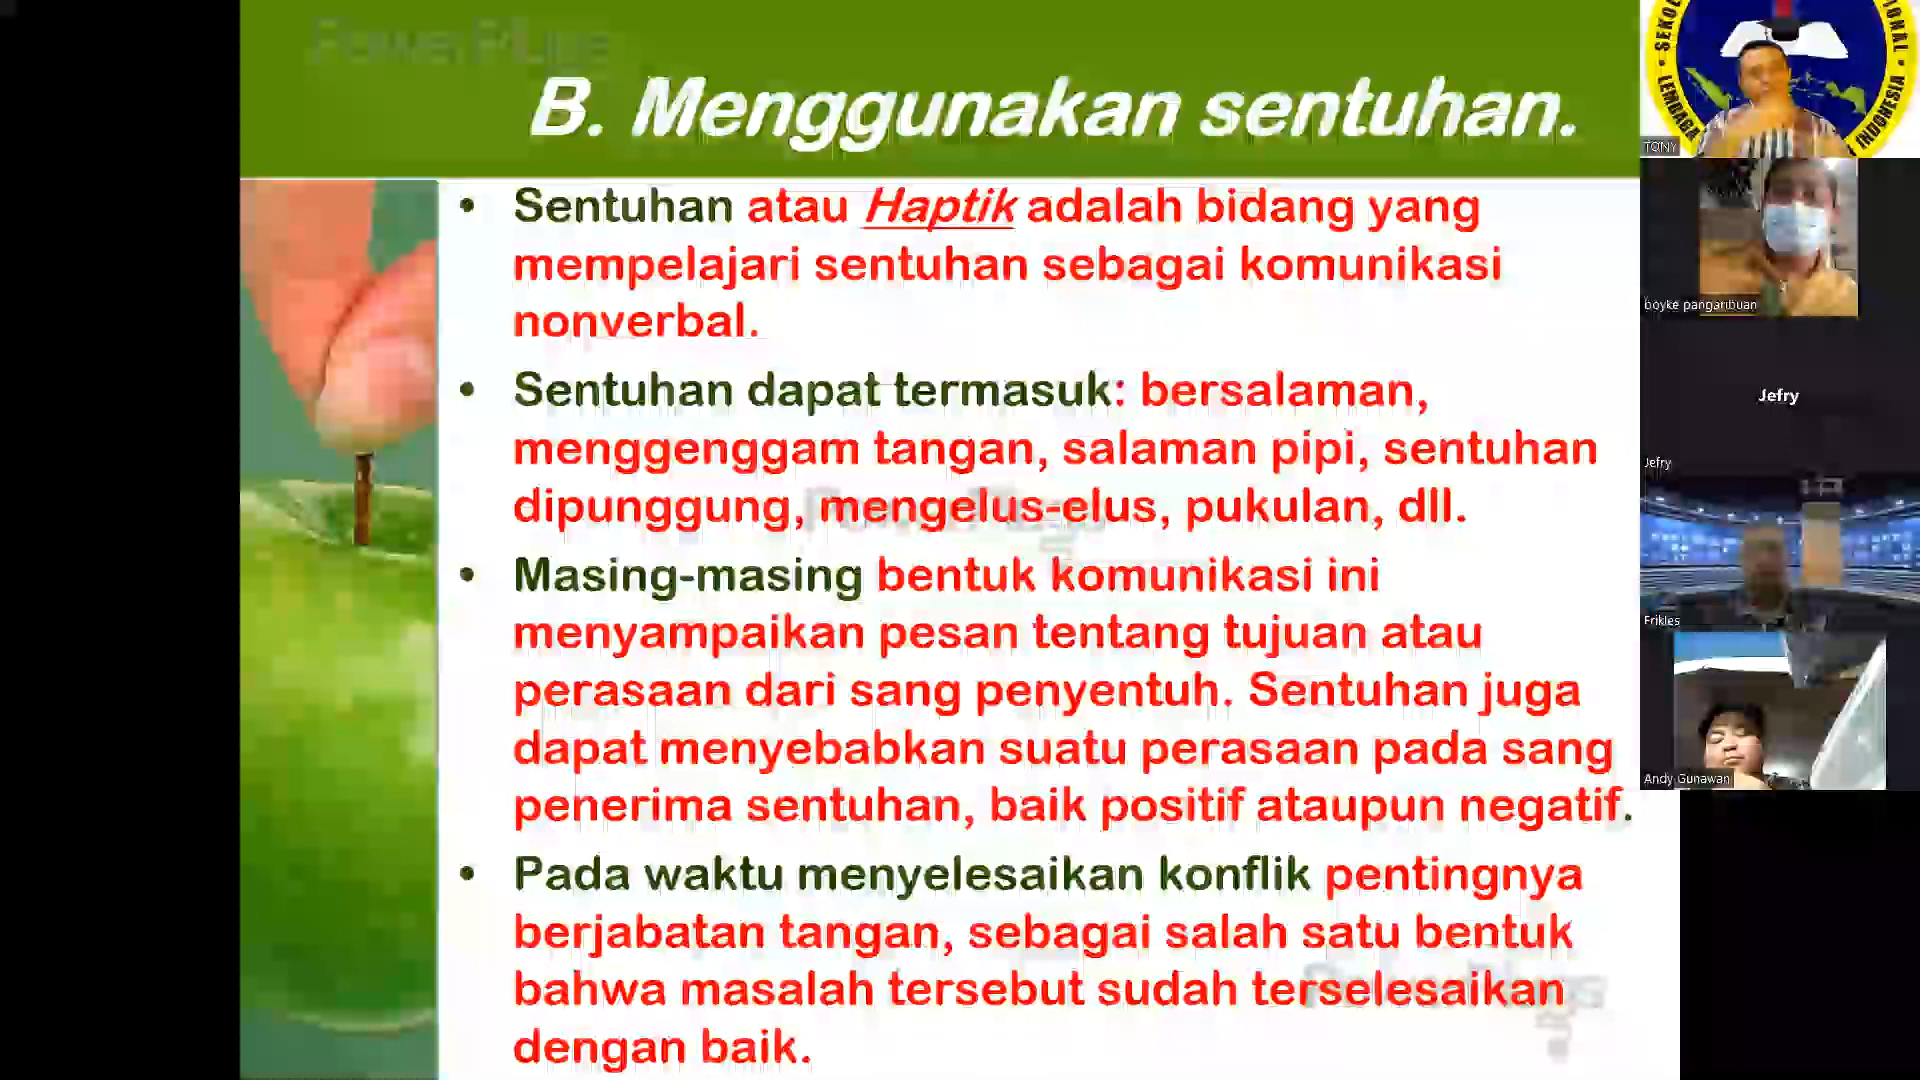 PowerPlugs
B. Menggunakan sentuhan.
• Sentuhan atau Haptik adalah bidang yang
mempelajari sentuhan sebagai komunikasi
nonverbal.
• Sentuhan dapat termasuk: bersalaman,
menggenggam tangan, salaman pipi, sentuhan
dipunggung, mengelus-elus, pukulan, dll.
• Masing-masing bentuk komunikasi ini
menyampaikan pesan tentang tujuan atau
perasaan dari sang penyentuh. Sentuhan juga
dapat menyebabkan suatu perasaan pada sang
penerima sentuhan, baik positif ataupun negatif.
• Pada waktu menyelesaikan konflik pentingnya
berjabatan tangan, sebagai salah satu bentuk
bahwa masalah tersebut sudah terselesaikan
dengan baik.
LEMBAGA
INDONESIA
TONY
boyke pangaribuan
Jefry
Jefry
Frikles
Andy Gunawan